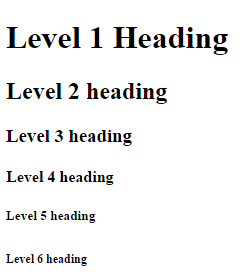 Level 1 Heading
Level 2 heading
Level 3 heading
Level 4 heading
Level 5 heading
Level 6 heading